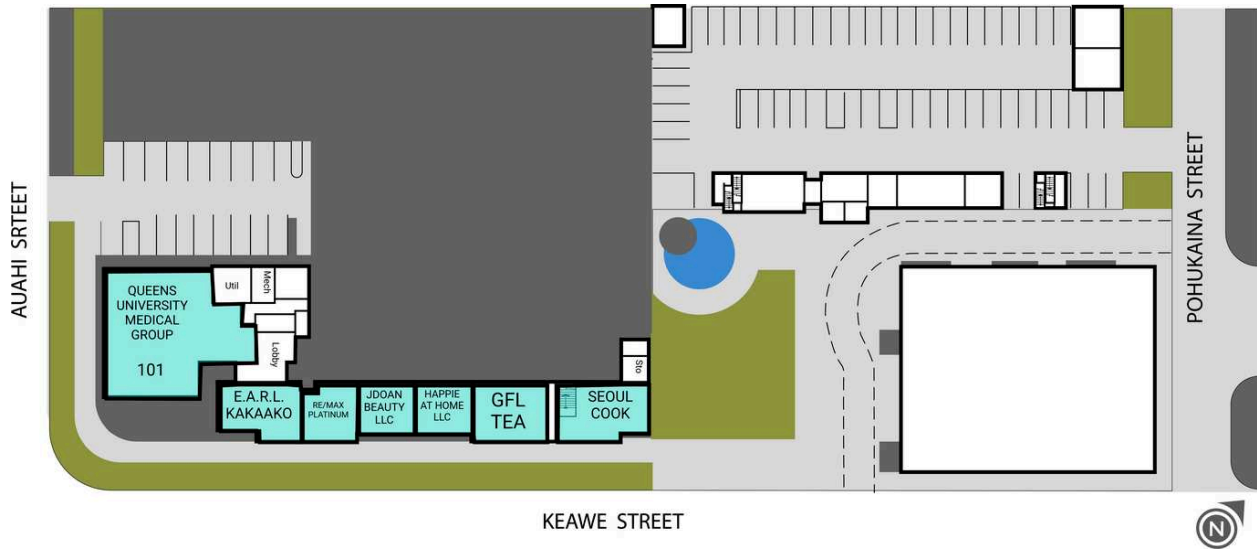 AUAHI SRTEET
POHUKAINA STREET
QUEENS
UNIVERSITY
MEDICAL
GROUP
101
Util
Mech
Lobby
Sto
E.A.R.L.
KAKAAKO
RE/MAX
PLATINUM
JDOAN
BEAUTY
LLC
HAPPIE
AT HOME
LLC
GFL
TEA
SEOUL
COOK
KEAWE STREET
N